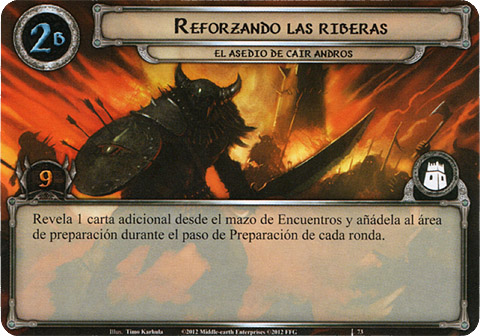 2B
REFORZANDO LAS RIBERAS
EL ASEDIO DE CAIR ANDROS
9
Revela 1 carta adicional desde el mazo de Encuentros y añádela al área
de preparación durante el paso de Preparación de cada ronda.
Illus. Timo Karhula ©2012 Middle-earth Enterprises ©2012 FFG 73